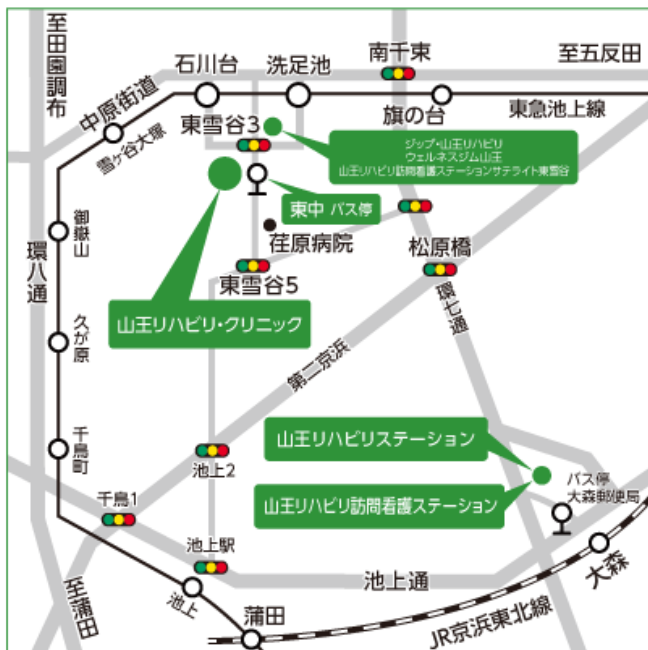 至田園調布
中原街道
石川台
洗足池
南千束
至五反田
旗の台
東急池上線
雪ヶ谷大塚
東雪谷3
ジップ・山王リハビリ
ウェルネスジム山王
山王リハビリ訪問看護ステーションサテライト東雪谷
東中 バス停
荏原病院
御嶽山
環八通
東雪谷5
松原橋
環七通
山王リハビリ・クリニック
久が原
第二京浜
千鳥町
山王リハビリステーション
池上2
バス停
大森郵便局
山王リハビリ訪問看護ステーション
千鳥1
池上駅
至蒲田
池上
池上通
大森
蒲田
JR京浜東北線